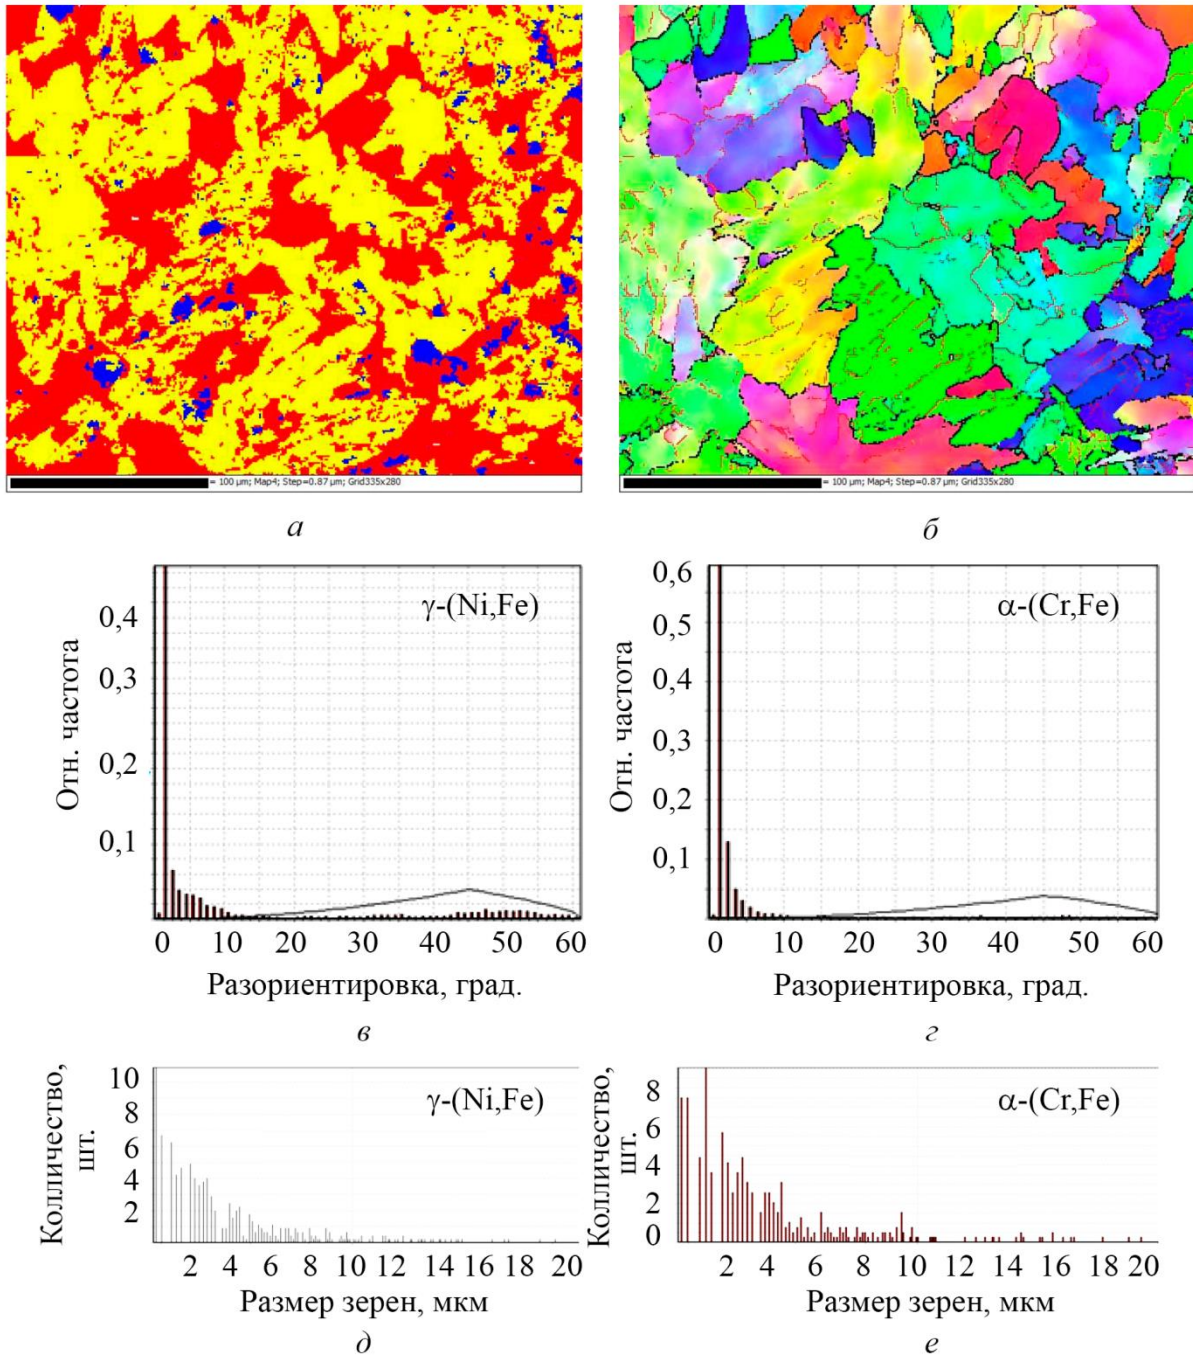 = 100 µm; Map4; Step=0.87 µm; Grid335x280
= 100 µm; Map4; Step=0.87 µm; Grid335x280
а
б
γ-(Ni,Fe)
Отн. частота
0,4
0,3
0,2
0,1
0 10 20 30 40 50 60
Разориентировка, град.
в
α-(Cr,Fe)
Отн. частота
0,6
0,5
0,4
0,3
0,2
0,1
0 10 20 30 40 50 60
Разориентировка, град.
г
γ-(Ni,Fe)
Колличество,
шт.
10
8
6
4
2
2 4 6 8 10 12 14 16 18 20
Размер зерен, мкм
д
α-(Cr,Fe)
Колличество,
шт.
8
6
4
2
0
2 4 6 8 10 12 14 16 18 20
Размер зерен, мкм
е